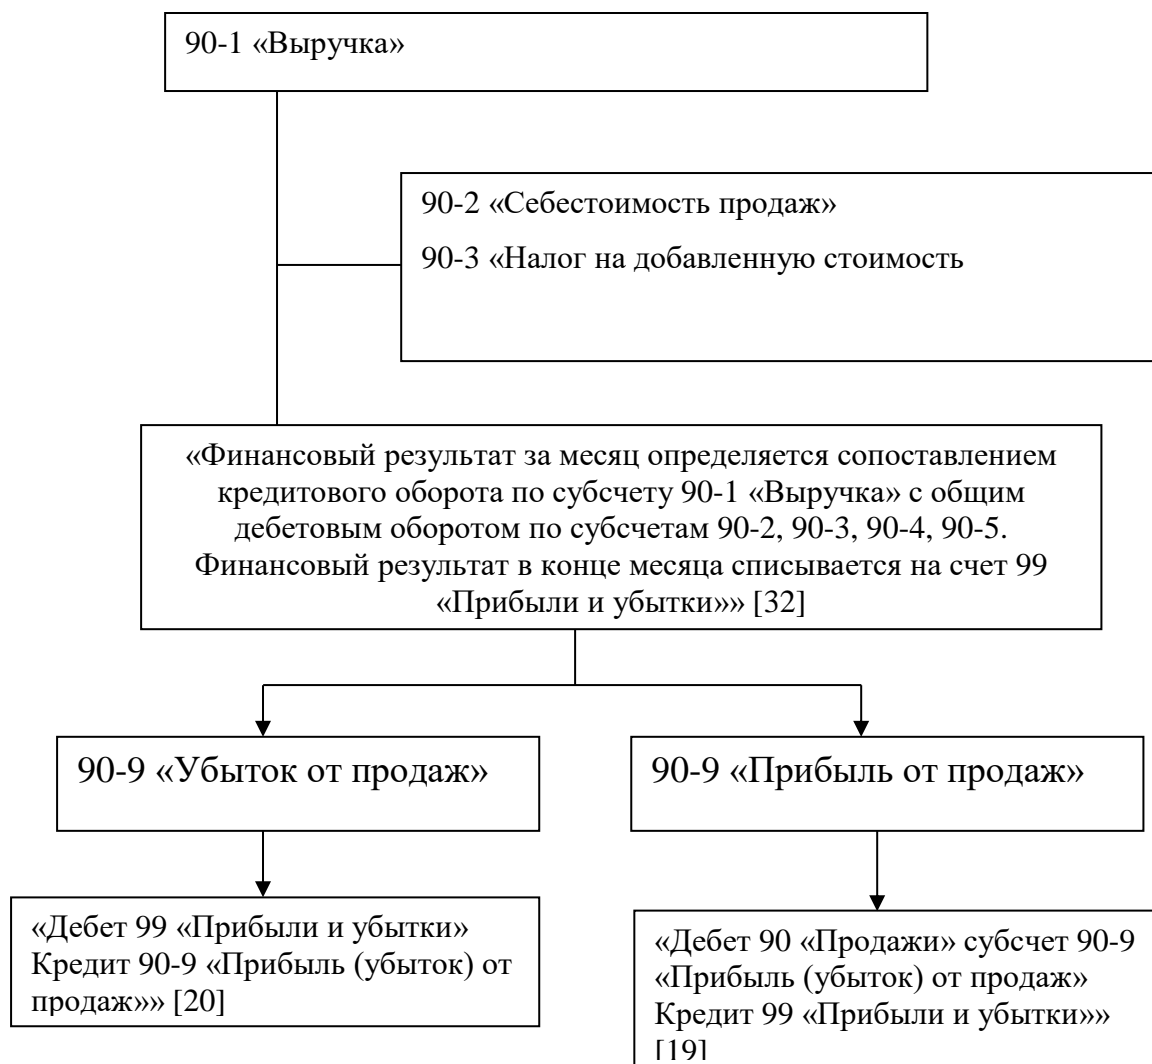 90-1 «Выручка»
90-2 «Себестоимость продаж»
90-3 «Налог на добавленную стоимость
«Финансовый результат за месяц определяется сопоставлением
кредитового оборота по субсчету 90-1 «Выручка» с общим
дебетовым оборотом по субсчетам 90-2, 90-3, 90-4, 90-5.
Финансовый результат в конце месяца списывается на счет 99
«Прибыли и убытки»» [32]
90-9 «Убыток от продаж»
90-9 «Прибыль от продаж»
«Дебет 99 «Прибыли и убытки»
Кредит 90-9 «Прибыль (убыток) от
продаж»» [20]
«Дебет 90 «Продажи» субсчет 90-9
«Прибыль (убыток) от продаж»
Кредит 99 «Прибыли и убытки»»
[19]